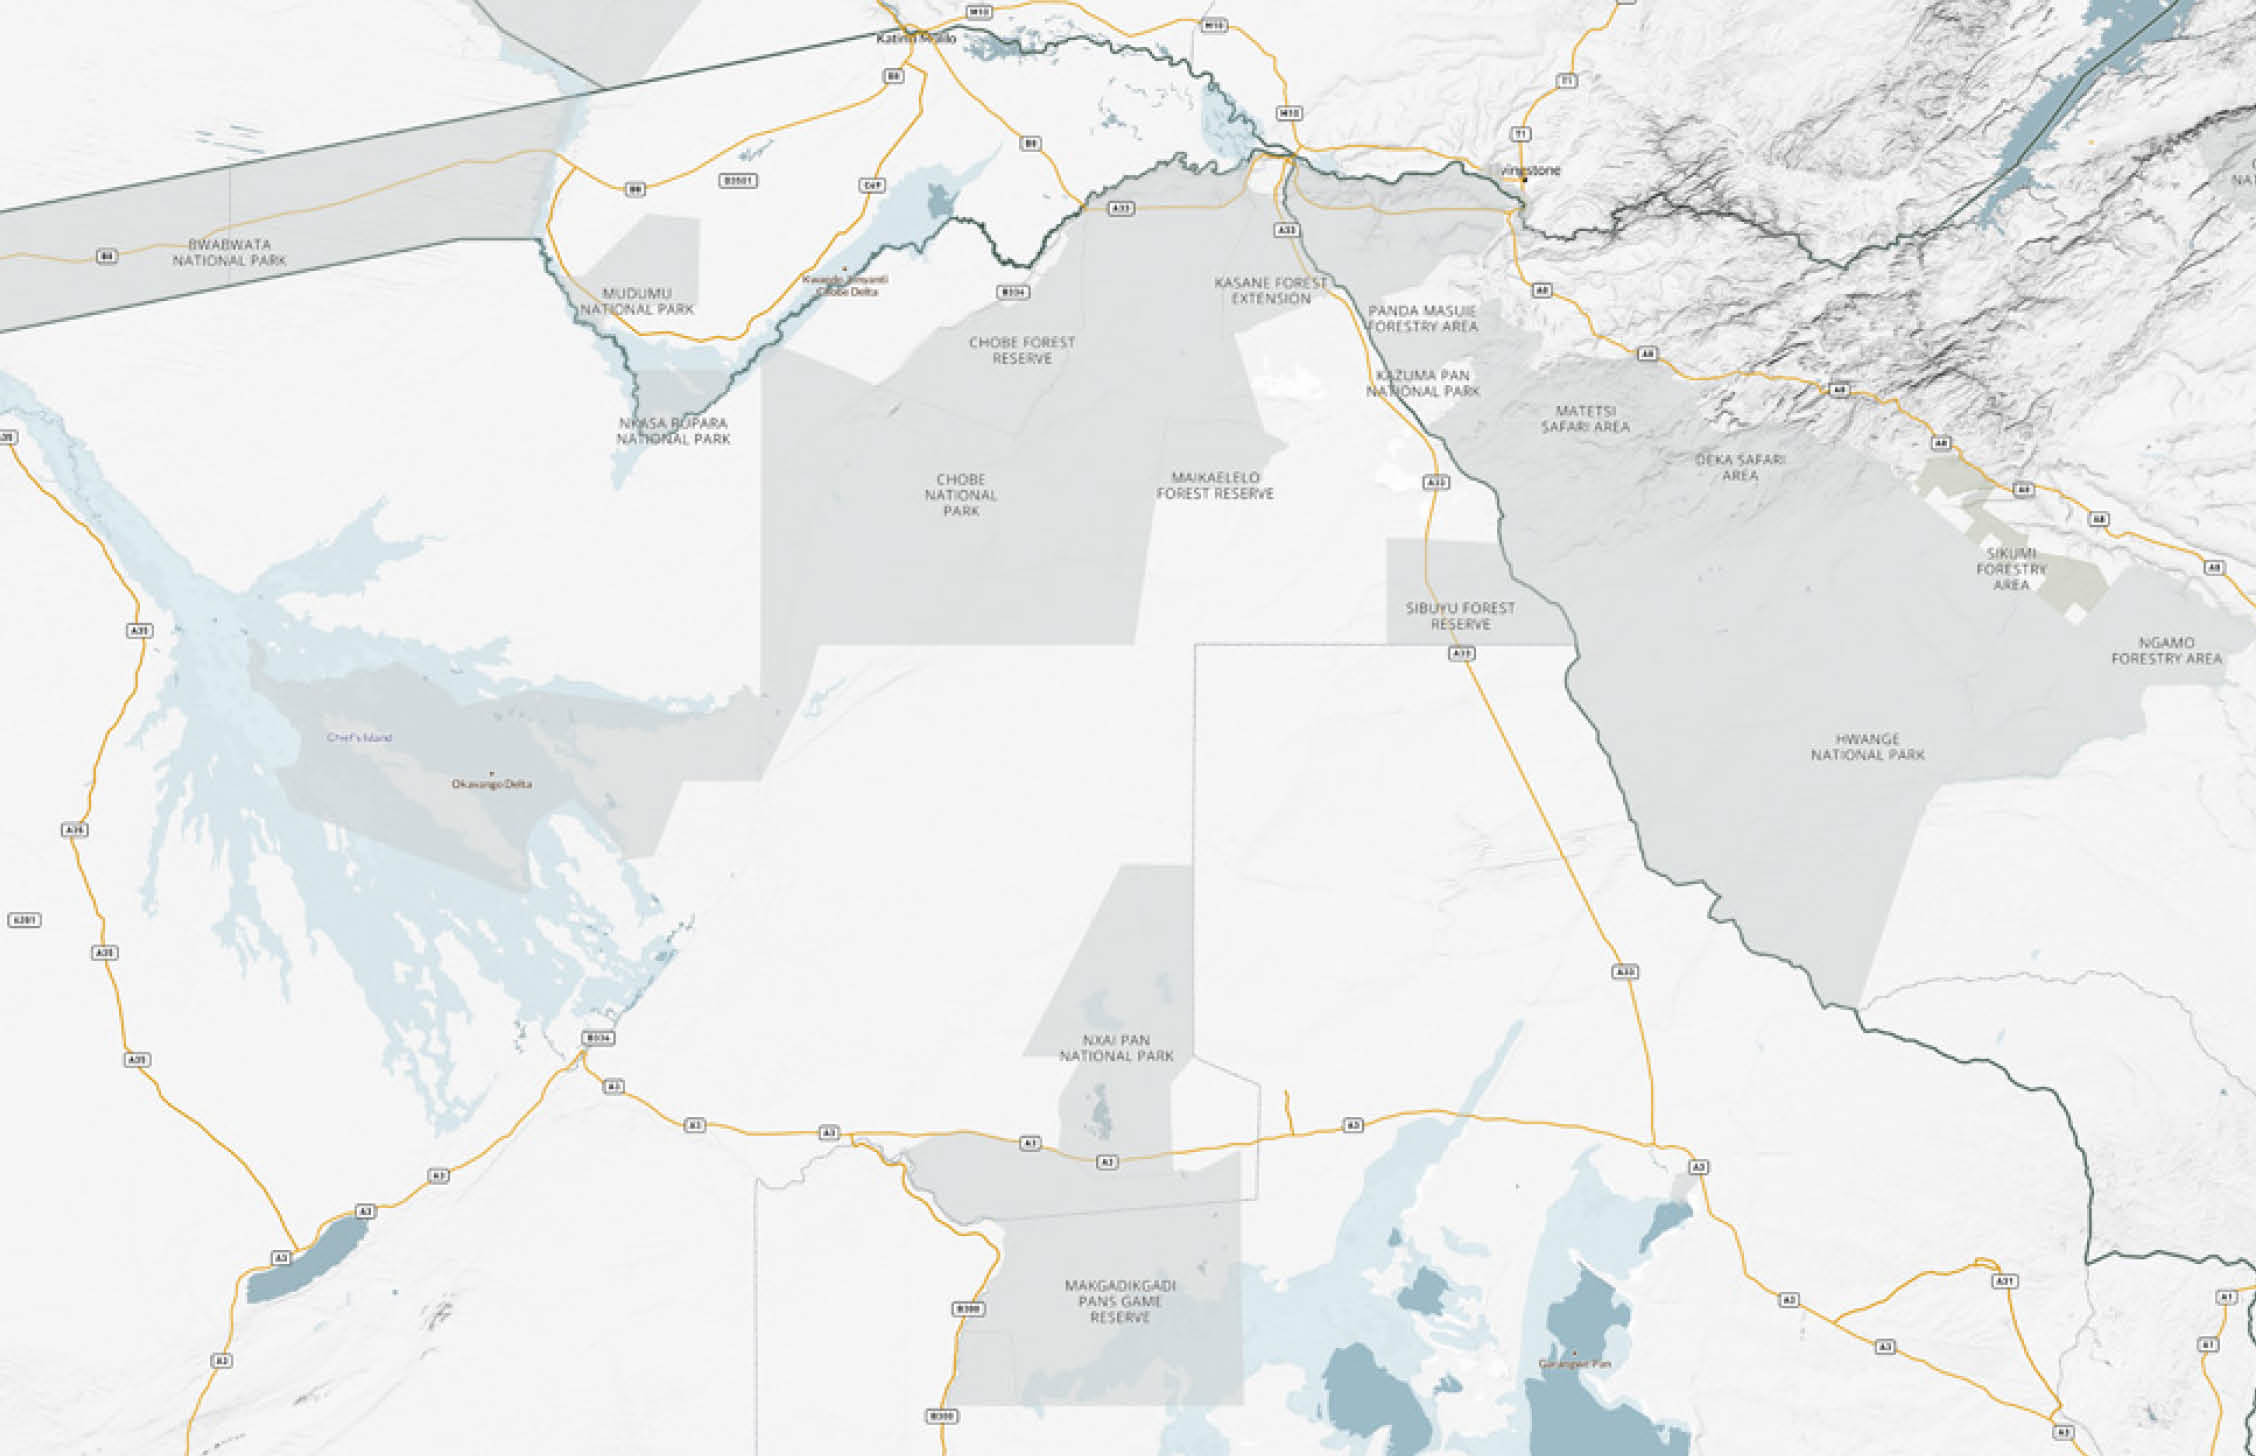 M10
M10
Katima Mulilo
B8
M10
T1
T1
B8
Livingstone
B3501
B8
C49
A33
A33
BWABWATA
NATIONAL PARK
B8
Kwando Linyanti
Chobe Delta
B334
MUDUMU
NATIONAL PARK
KASANE FOREST
EXTENSION
A8
PANDA MASUIE
FORESTRY AREA
CHOBE FOREST
RESERVE
A8
KAZUMA PAN
NATIONAL PARK
A8
MATETSI
SAFARI AREA
NKASA RUPARA
NATIONAL PARK
A35
A8
DEKA SAFARI
AREA
CHOBE
NATIONAL
PARK
MAIKAELELO
FOREST RESERVE
A33
A8
A8
SIKUMI
FORESTRY
AREA
A8
SIBUYU FOREST
RESERVE
A35
A33
NGAMO
FORESTRY AREA
Chief's Island
HWANGE
NATIONAL PARK
Okavango Delta
A35
A35
A33
B334
NXAI PAN
NATIONAL PARK
A35
A3
A3
A3
A3
A3
A3
A3
A3
A3
A3
MAKGADIKGADI
PANS GAME
RESERVE
A31
A1
A3
B300
A3
A3
A1
A3
B300
A3